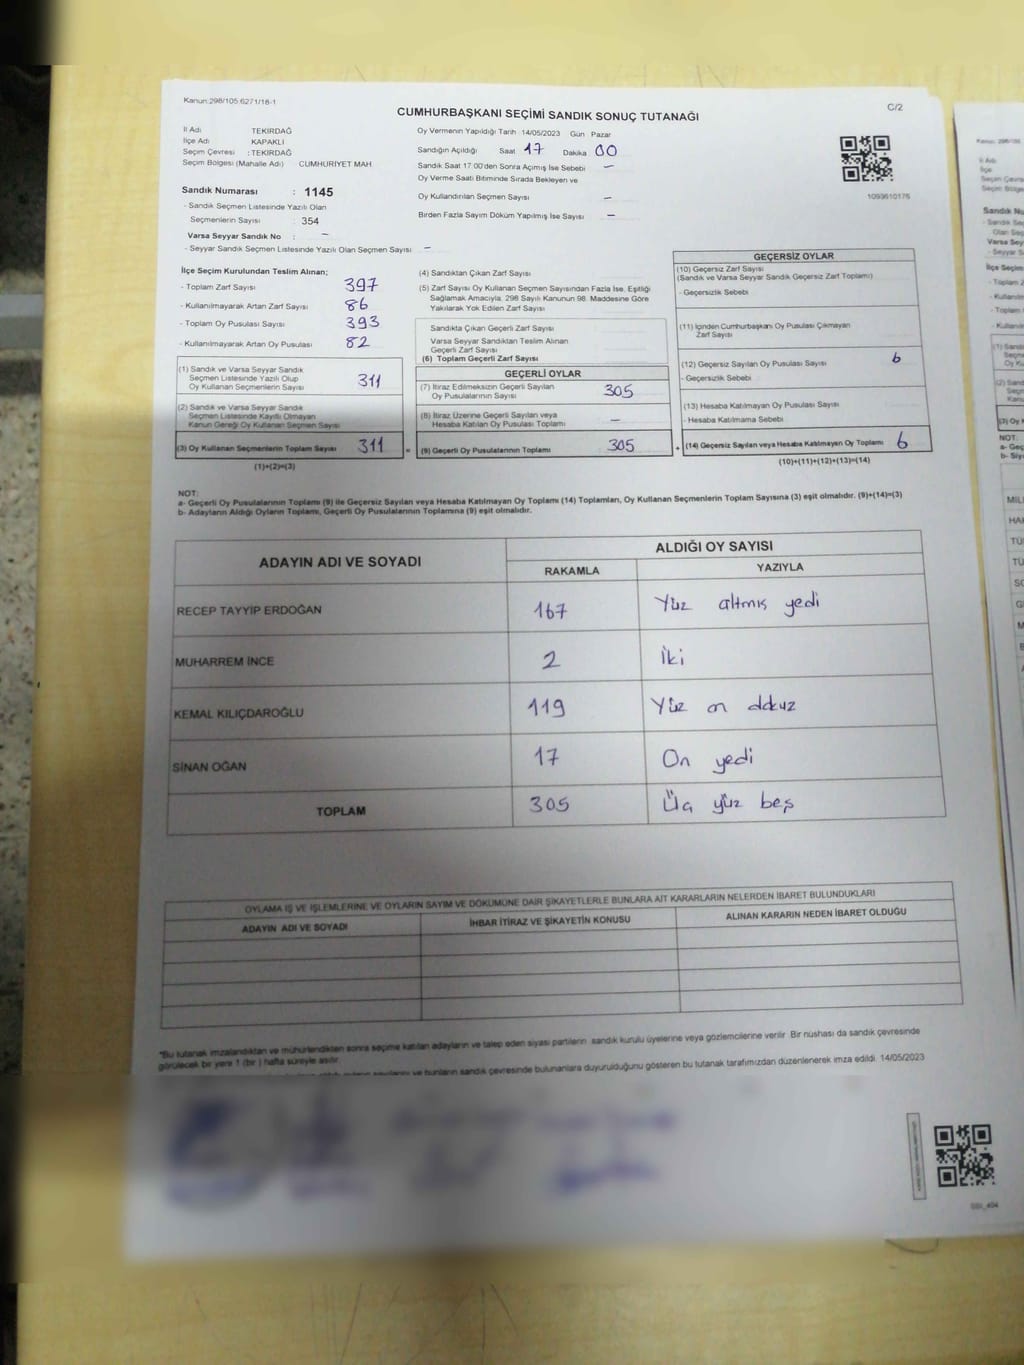 Kanun:298/105 6271/18-1
C/2
CUMHURBAŞKANI SEÇİMİ SANDIK SONUÇ TUTANAĞI
İl Adı TEKİRDAĞ
İlçe Adı KAPAKLI
Seçim Çevresi : TEKİRDAĞ
Seçim Bölgesi (Mahalle Adı) CUMHURİYET MAH.
Oy Vermenin Yapıldığı Tarih 14/05/2023 Gün Pazar
Sandığın Açıldığı Saat 17 Dakika 00
Sandık Saat 17:00'den Sonra Açılmış İse Sebebi —
Oy Verme Saati Bitiminde Sırada Bekleyen ve
Oy Kullandırılan Seçmen Sayısı —
Birden Fazla Sayım Döküm Yapılmış İse Sayısı —
1093610176
Sandık Numarası : 1145
- Sandık Seçmen Listesinde Yazılı Olan
Seçmenlerin Sayısı : 354
Varsa Seyyar Sandık No : —
- Seyyar Sandık Seçmen Listesinde Yazılı Olan Seçmen Sayısı —
İlçe Seçim Kurulundan Teslim Alınan;
- Toplam Zarf Sayısı 397
- Kullanılmayarak Artan Zarf Sayısı 86
- Toplam Oy Pusulası Sayısı 393
- Kullanılmayarak Artan Oy Pusulası 82
(1) Sandık ve Varsa Seyyar Sandık
Seçmen Listesinde Yazılı Olup
Oy Kullanan Seçmenlerin Sayısı 311
(2) Sandık ve Varsa Seyyar Sandık
Seçmen Listesinde Kayıtlı Olmayan
Kanun Gereği Oy Kullanan Seçmen Sayısı
(3) Oy Kullanan Seçmenlerin Toplam Sayısı 311 =
(1)+(2)=(3)
(4) Sandıktan Çıkan Zarf Sayısı
(5) Zarf Sayısı Oy Kullanan Seçmen Sayısından Fazla İse, Eşitliği
Sağlamak Amacıyla, 298 Sayılı Kanunun 98. Maddesine Göre
Yakılarak Yok Edilen Zarf Sayısı
Sandıkta Çıkan Geçerli Zarf Sayısı
Varsa Seyyar Sandıktan Teslim Alınan
Geçerli Zarf Sayısı
(6) Toplam Geçerli Zarf Sayısı
GEÇERLİ OYLAR
(7) İtiraz Edilmeksizin Geçerli Sayılan
Oy Pusulalarının Sayısı 305
(8) İtiraz Üzerine Geçerli Sayılan veya
Hesaba Katılan Oy Pusulası Toplamı —
(9) Geçerli Oy Pusulalarının Toplamı 305 +
GEÇERSİZ OYLAR
(10) Geçersiz Zarf Sayısı
(Sandık ve Varsa Seyyar Sandık Geçersiz Zarf Toplamı)
- Geçersizlik Sebebi
(11) İçinden Cumhurbaşkanı Oy Pusulası Çıkmayan
Zarf Sayısı
(12) Geçersiz Sayılan Oy Pusulası Sayısı 6
- Geçersizlik Sebebi
(13) Hesaba Katılmayan Oy Pusulası Sayısı
- Hesaba Katılmama Sebebi
(14) Geçersiz Sayılan veya Hesaba Katılmayan Oy Toplamı 6
(10)+(11)+(12)+(13)=(14)
NOT:
a- Geçerli Oy Pusulalarının Toplamı (9) ile Geçersiz Sayılan veya Hesaba Katılmayan Oy Toplamı (14) Toplamları, Oy Kullanan Seçmenlerin Toplam Sayısına (3) eşit olmalıdır. (9)+(14)=(3)
b- Adayların Aldığı Oyların Toplamı, Geçerli Oy Pusulalarının Toplamına (9) eşit olmalıdır.
ADAYIN ADI VE SOYADI
ALDIĞI OY SAYISI
RAKAMLA YAZIYLA
RECEP TAYYİP ERDOĞAN 167 Yüz altmış yedi
MUHARREM İNCE 2 İki
KEMAL KILIÇDAROĞLU 119 Yüz on dokuz
SİNAN OĞAN 17 On yedi
TOPLAM 305 Üç yüz beş
OYLAMA İŞ VE İŞLEMLERİNE VE OYLARIN SAYIM VE DÖKÜMÜNE DAİR ŞİKAYETLERLE BUNLARA AİT KARARLARIN NELERDEN İBARET BULUNDUKLARI
ADAYIN ADI VE SOYADI
İHBAR İTİRAZ VE ŞİKAYETİN KONUSU
ALINAN KARARIN NEDEN İBARET OLDUĞU
"Bu tutanak imzalandıktan ve mühürlendikten sonra seçime katılan adayların ve talep eden siyasi partilerin sandık kurulu üyelerine veya gözlemcilerine verilir. Bir nüshası da sandık çevresinde
görülecek bir yere 1 (bir) hafta süreyle asılır.
ve bunların sandık çevresinde bulunanlara duyurulduğunu gösteren bu tutanak tarafımızdan düzenlenerek imza edildi. 14/05/2023